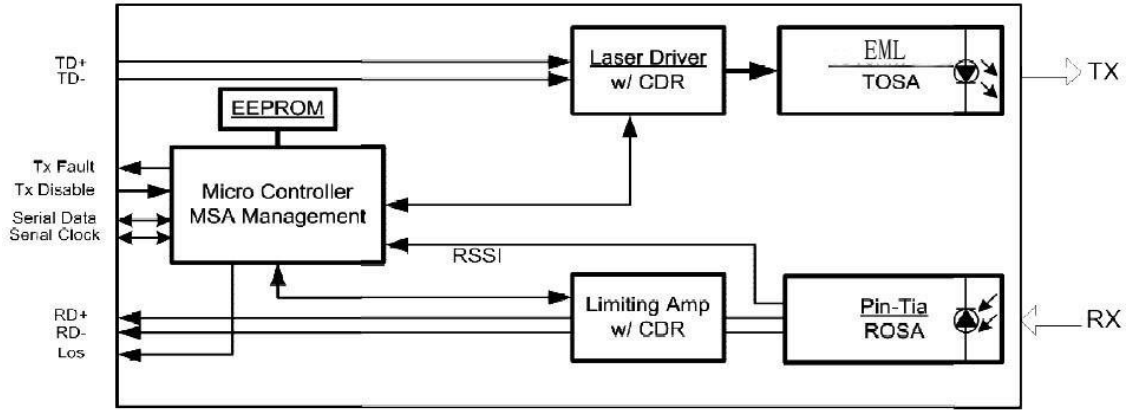 TD+
TD-
Laser Driver
w/ CDR
EML
TOSA
TX
EEPROM
Tx Fault
Tx Disable
Serial Data
Serial Clock
Micro Controller
MSA Management
RSSI
RD+
RD-
Los
Limiting Amp
w/ CDR
Pin-Tia
ROSA
RX